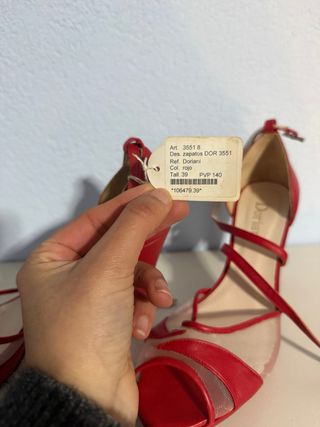 Art. 3551 8
Des. zapatos DOR 3551
Ref. Doriani
Col. rojo
Tall. 39 PVP 140
*106479.39*